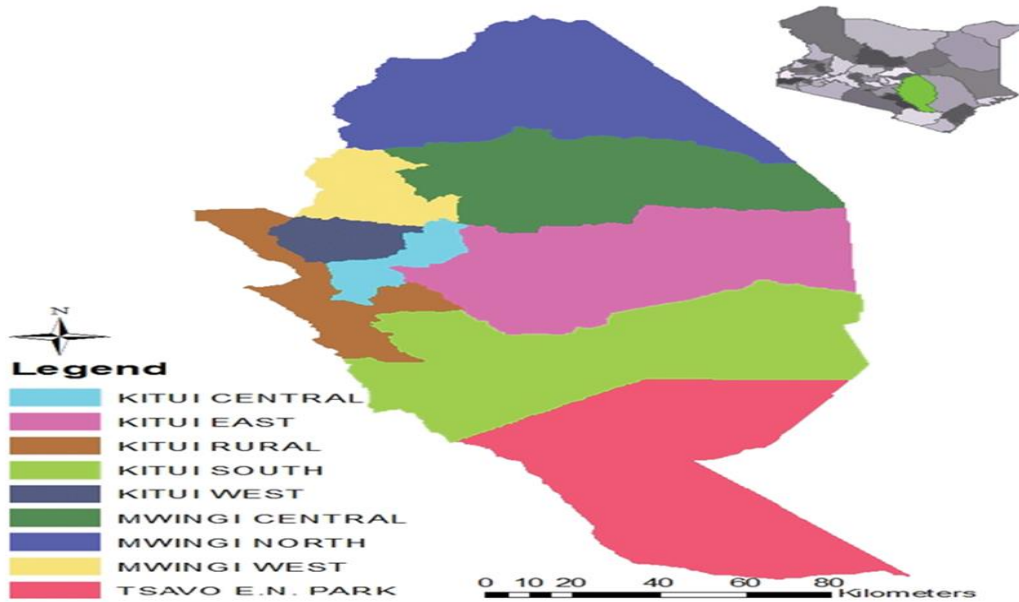 N
Legend
KITUI CENTRAL
KITUI EAST
KITUI RURAL
KITUI SOUTH
KITUI WEST
MWINGI CENTRAL
MWINGI NORTH
MWINGI WEST
TSAVO E.N. PARK
0 10 20 40 60 80 Kilometers